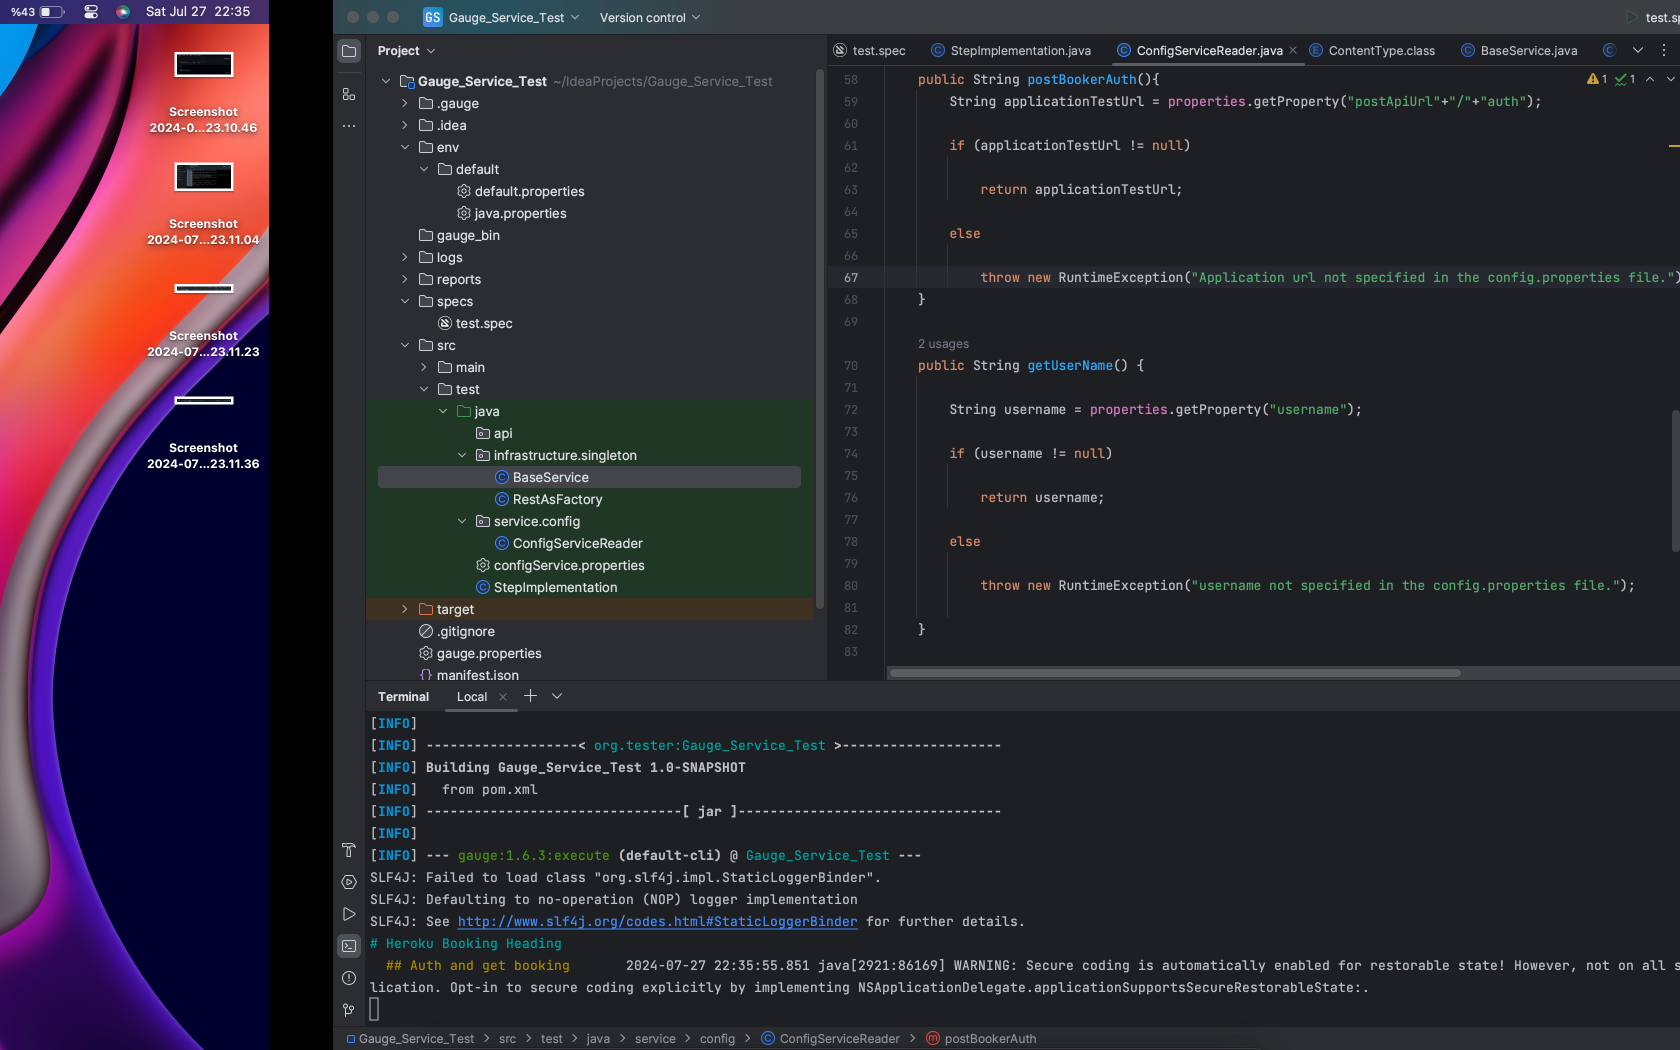 %43 Sat Jul 27 22:35
Screenshot
2024-0...23.10.46
Screenshot
2024-07...23.11.04
Screenshot
2024-07...23.11.23
Screenshot
2024-07...23.11.36
GS Gauge_Service_Test Version control
test.sp
Project
Gauge_Service_Test ~/IdeaProjects/Gauge_Service_Test
.gauge
.idea
env
default
default.properties
java.properties
gauge_bin
logs
reports
specs
test.spec
src
main
test
java
api
infrastructure.singleton
BaseService
RestAsFactory
service.config
ConfigServiceReader
configService.properties
StepImplementation
target
.gitignore
gauge.properties
manifest.json
test.spec StepImplementation.java ConfigServiceReader.java ContentType.class BaseService.java
1 1
58 public String postBookerAuth(){
59 String applicationTestUrl = properties.getProperty("postApiUrl"+"/"+"auth");
60
61 if (applicationTestUrl != null)
62
63 return applicationTestUrl;
64
65 else
66
67 throw new RuntimeException("Application url not specified in the config.properties file.")
68 }
69
2 usages
70 public String getUserName() {
71
72 String username = properties.getProperty("username");
73
74 if (username != null)
75
76 return username;
77
78 else
79
80 throw new RuntimeException("username not specified in the config.properties file.");
81
82 }
83
Terminal Local
[INFO]
[INFO] -------------------< org.tester:Gauge_Service_Test >--------------------
[INFO] Building Gauge_Service_Test 1.0-SNAPSHOT
[INFO]   from pom.xml
[INFO] --------------------------------[ jar ]---------------------------------
[INFO]
[INFO] --- gauge:1.6.3:execute (default-cli) @ Gauge_Service_Test ---
SLF4J: Failed to load class "org.slf4j.impl.StaticLoggerBinder".
SLF4J: Defaulting to no-operation (NOP) logger implementation
SLF4J: See http://www.slf4j.org/codes.html#StaticLoggerBinder for further details.
# Heroku Booking Heading
## Auth and get booking 2024-07-27 22:35:55.851 java[2921:86169] WARNING: Secure coding is automatically enabled for restorable state! However, not on all s
lication. Opt-in to secure coding explicitly by implementing NSApplicationDelegate.applicationSupportsSecureRestorableState:.
Gauge_Service_Test > src > test > java > service > config > ConfigServiceReader > postBookerAuth